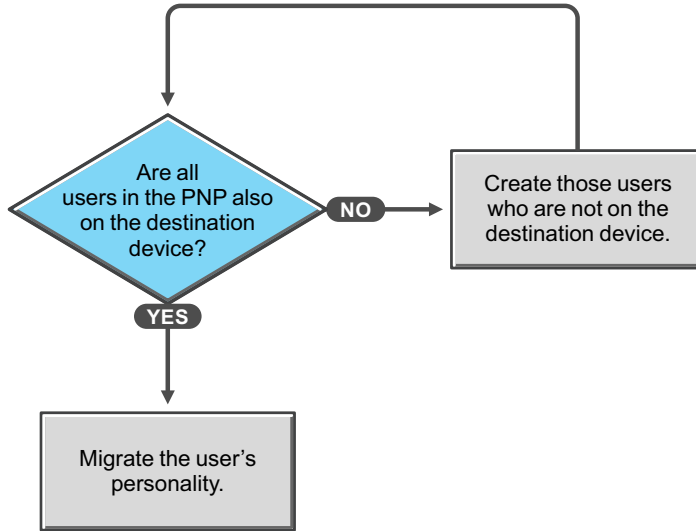 Are all
users in the PNP also
on the destination
device?
NO
Create those users
who are not on the
destination device.
YES
Migrate the user’s
personality.